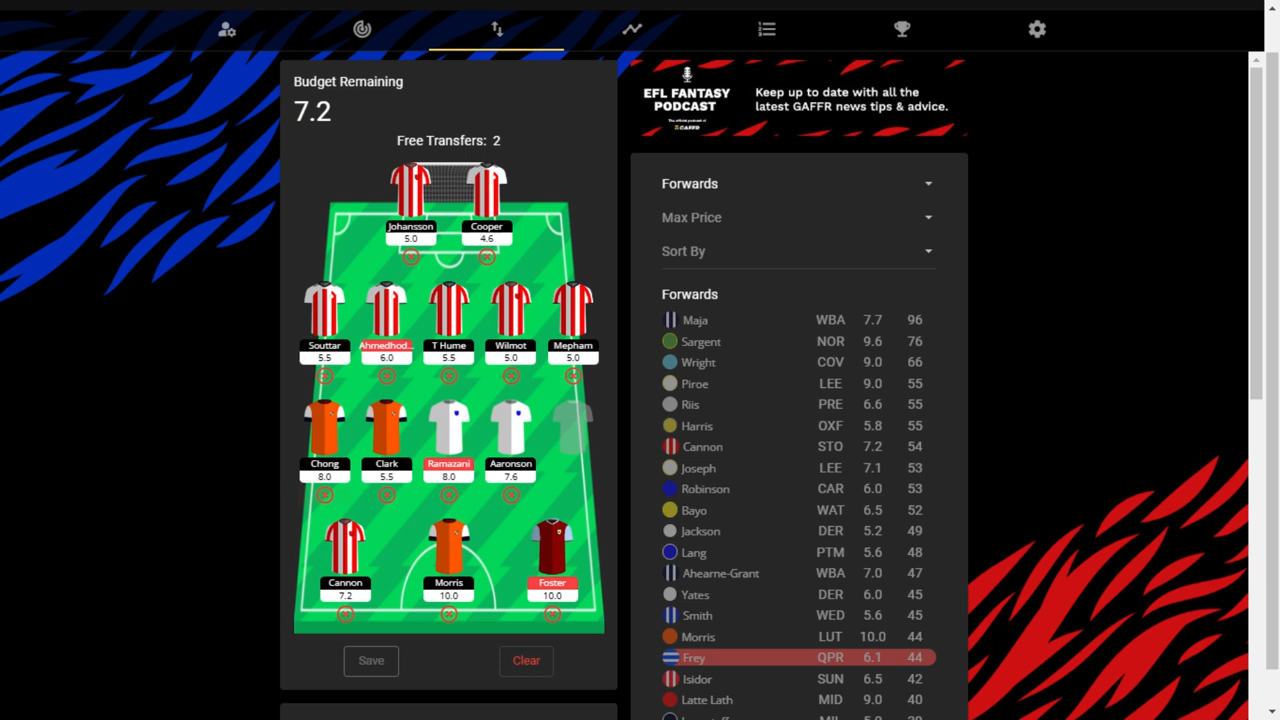 Budget Remaining
7.2
Free Transfers: 2
Johansson
5.0
Cooper
4.6
Souttar
5.5
Ahmedhod...
6.0
T Hume
5.5
Wilmot
5.0
Mepham
5.0
Chong
8.0
Clark
5.5
Ramazani
8.0
Aaronson
7.6
Cannon
7.2
Morris
10.0
Foster
10.0
Save
Clear
EFL FANTASY
PODCAST
GAFFR
Keep up to date with all the
latest GAFFR news tips & advice.
Forwards
Max Price
Sort By
Forwards
Maja WBA 7.7 96
Sargent NOR 9.6 76
Wright COV 9.0 66
Piroe LEE 9.0 55
Riis PRE 6.6 55
Harris OXF 5.8 55
Cannon STO 7.2 54
Joseph LEE 7.1 53
Robinson CAR 6.0 53
Bayo WAT 6.5 52
Jackson DER 5.2 49
Lang PTM 5.6 48
Ahearne-Grant WBA 7.0 47
Yates DER 6.0 45
Smith WED 5.6 45
Morris LUT 10.0 44
Frey QPR 6.1 44
Isidor SUN 6.5 42
Latte Lath MID 9.0 40